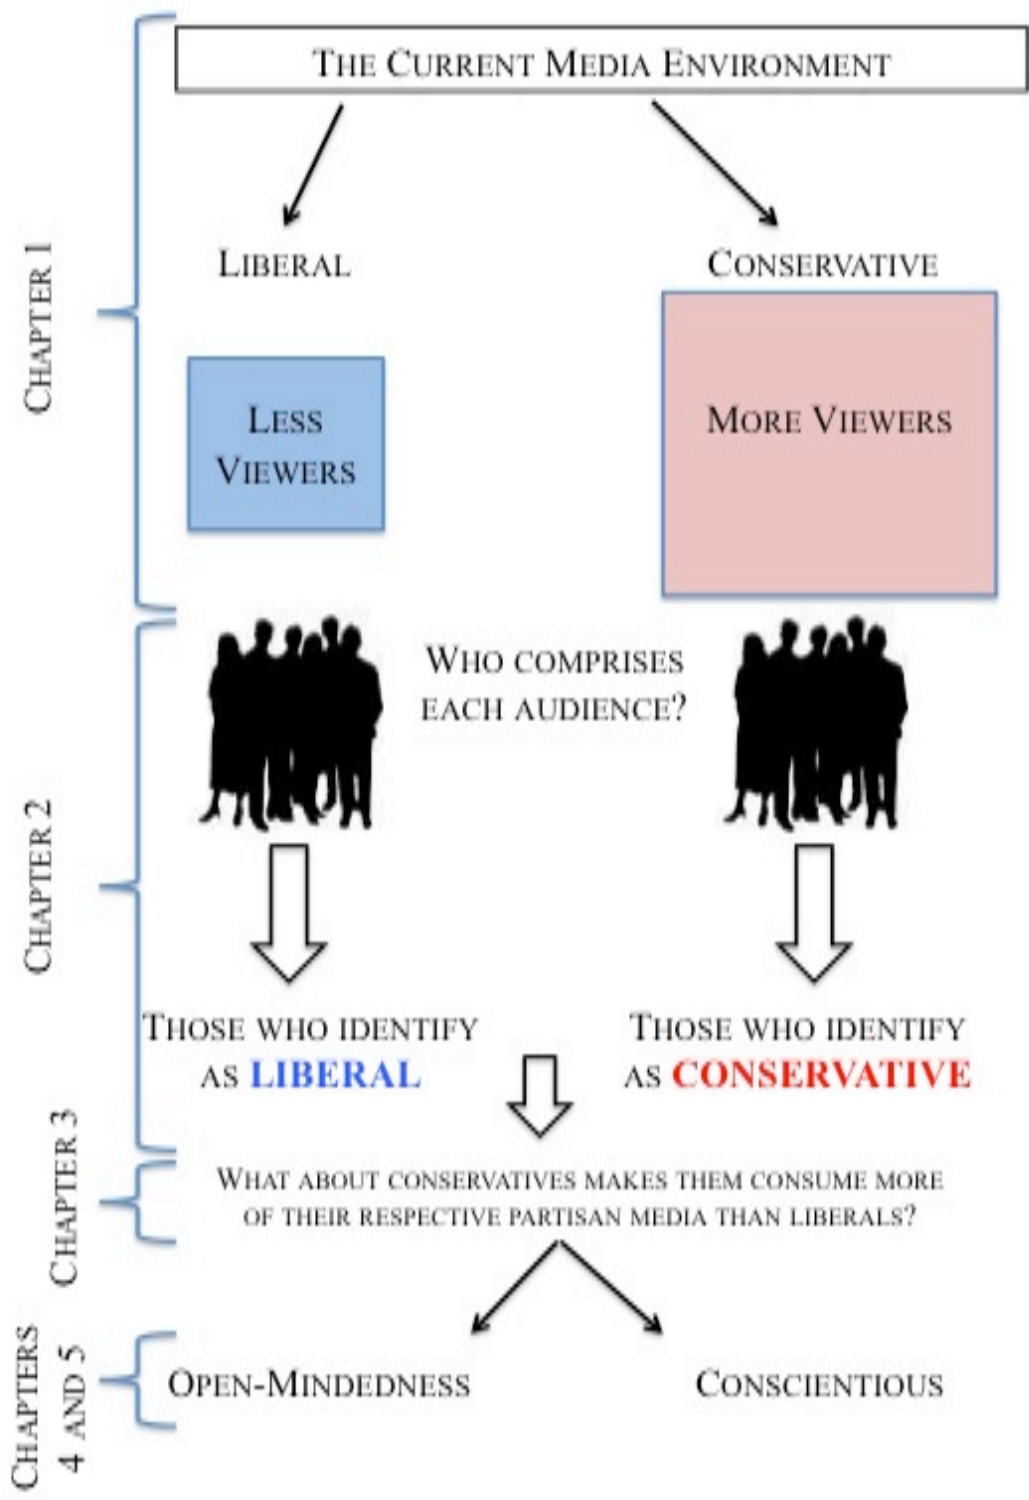 THE CURRENT MEDIA ENVIRONMENT
CHAPTER 1
LIBERAL
CONSERVATIVE
LESS
VIEWERS
MORE VIEWERS
CHAPTER 2
WHO COMPRISES
EACH AUDIENCE?
THOSE WHO IDENTIFY
AS LIBERAL
THOSE WHO IDENTIFY
AS CONSERVATIVE
CHAPTER 3
WHAT ABOUT CONSERVATIVES MAKES THEM CONSUME MORE
OF THEIR RESPECTIVE PARTISAN MEDIA THAN LIBERALS?
CHAPTERS
4 AND 5
OPEN-MINDEDNESS
CONSCIENTIOUS